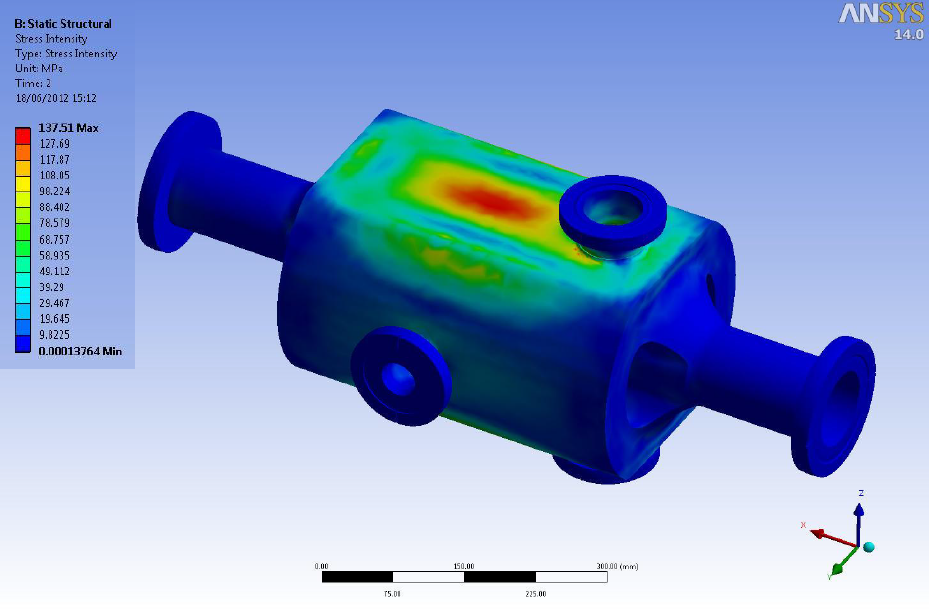 B: Static Structural
Stress Intensity
Type: Stress Intensity
Unit: MPa
Time: 2
18/06/2012 15:12
137.51 Max
127.69
117.87
108.05
98.224
88.402
78.579
68.757
58.935
49.112
39.29
29.467
19.645
9.8225
0.00013764 Min
ANSYS
14.0
Z
X
Y
0.00 150.00 300.00 (mm)
75.00 225.00